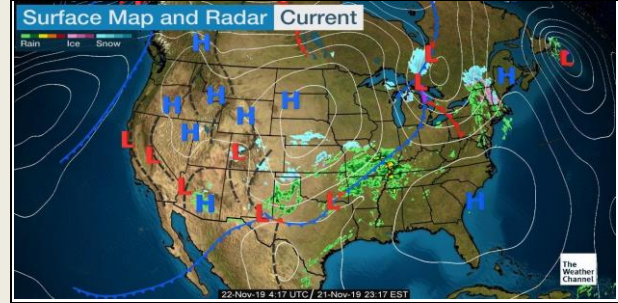 Surface Map and Radar Current
Rain Ice Snow
H
L
L
H
H
H
H
H
H
L
L
L
L
L
H
L
L
H
The
Weather
Channel
22-Nov-19 4:17 UTC / 21-Nov-19 23:17 EST